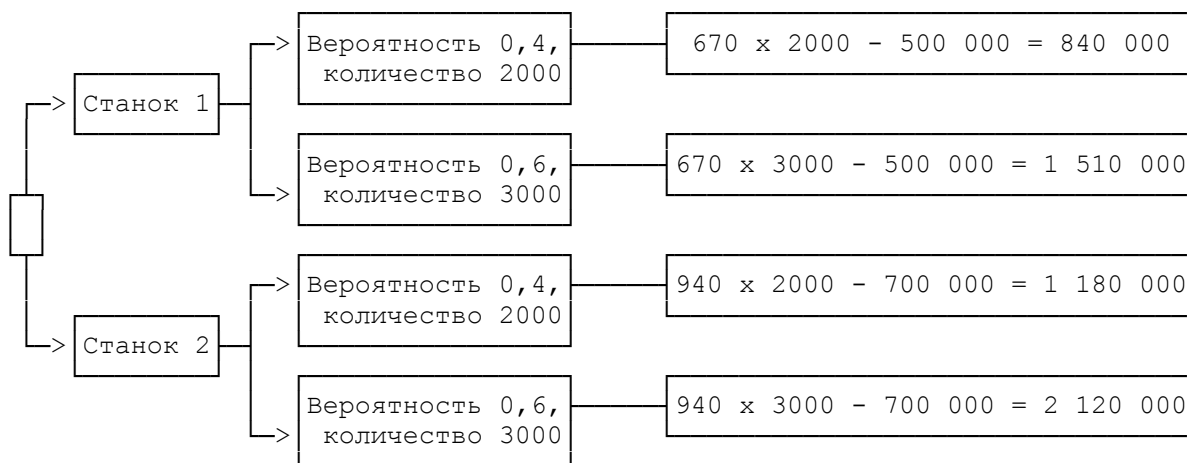 Вероятность 0,4,
количество 2000
670 x 2000 - 500 000 = 840 000
Станок 1
Вероятность 0,6,
количество 3000
670 x 3000 - 500 000 = 1 510 000
Вероятность 0,4,
количество 2000
940 x 2000 - 700 000 = 1 180 000
Станок 2
Вероятность 0,6,
количество 3000
940 x 3000 - 700 000 = 2 120 000